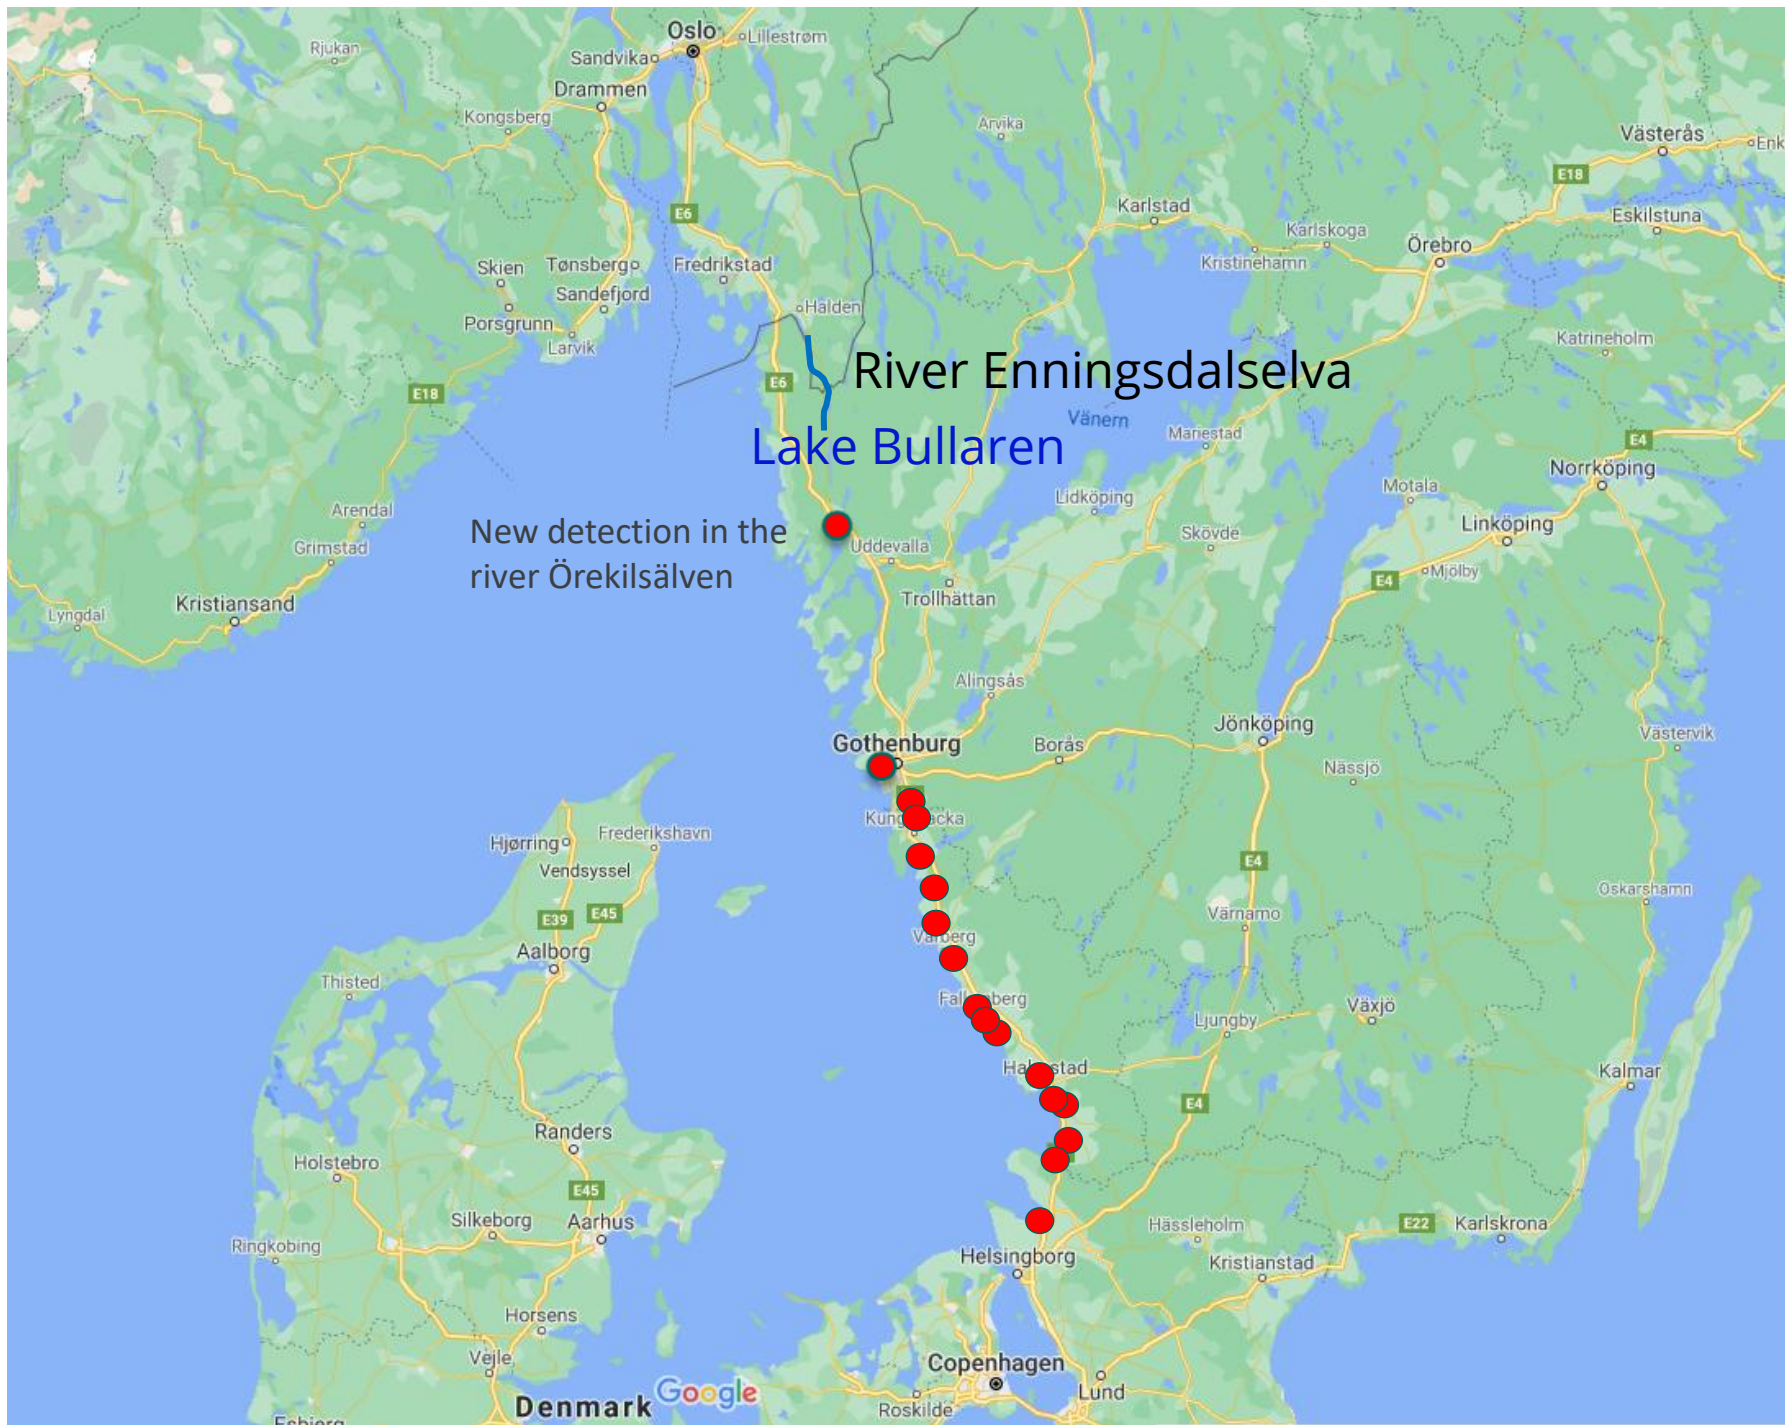 Oslo
Lillestrøm
Rjukan
Sandvika
Drammen
Kongsberg
Arvika
Västerås
E18
Karlstad
E6
Eskilstuna
Karlskoga
Örebro
Kristinehamn
Skien
Tønsberg
Fredrikstad
Sandefjord
Halden
Porsgrunn
Larvik
Katrineholm
River Enningsdalselva
E6
E18
Vänern
Lake Bullaren
Mariestad
E4
Norrköping
Motala
Lidköping
Arendal
New detection in the
river Örekilsälven
Linköping
Skövde
Grimstad
Uddevalla
Mjölby
E4
Trollhättan
Kristiansand
Lyngdal
Alingsås
Jönköping
Västervik
Gothenburg
Borås
Nässjö
Hjørring
Frederikshavn
Vendsyssel
E4
Oskarshamn
E39
E45
Värnamo
Varberg
Aalborg
Thisted
Växjö
Ljungby
Kalmar
E4
Randers
Holstebro
E45
Silkeborg
Aarhus
Hässleholm
E22
Karlskrona
Ringkobing
Helsingborg
Kristianstad
Horsens
Vejle
Copenhagen
Lund
Google
Denmark
Roskilde